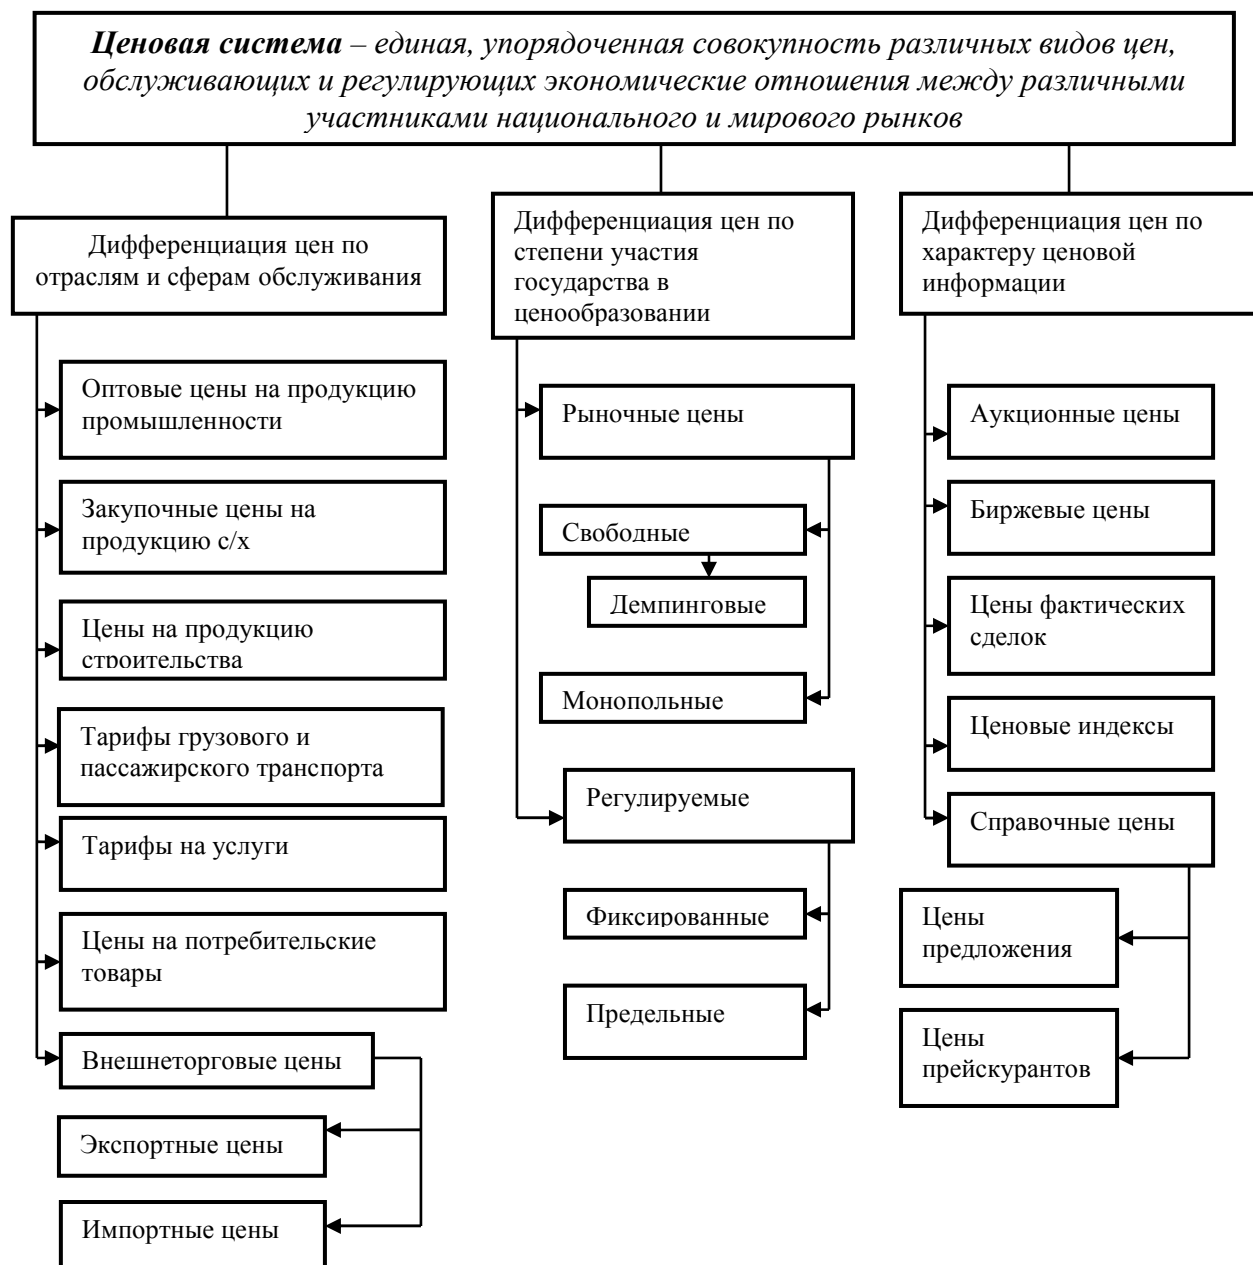 Ценовая система – единая, упорядоченная совокупность различных видов цен,
обслуживающих и регулирующих экономические отношения между различными
участниками национального и мирового рынков
Дифференциация цен по
отраслям и сферам обслуживания
Оптовые цены на продукцию
промышленности
Закупочные цены на
продукцию с/х
Цены на продукцию
строительства
Тарифы грузового и
пассажирского транспорта
Тарифы на услуги
Цены на потребительские
товары
Внешнеторговые цены
Экспортные цены
Импортные цены
Дифференциация цен по
степени участия
государства в
ценообразовании
Рыночные цены
Свободные
Демпинговые
Монопольные
Регулируемые
Фиксированные
Предельные
Дифференциация цен по
характеру ценовой
информации
Аукционные цены
Биржевые цены
Цены фактических
сделок
Ценовые индексы
Справочные цены
Цены
предложения
Цены
прейскурантов